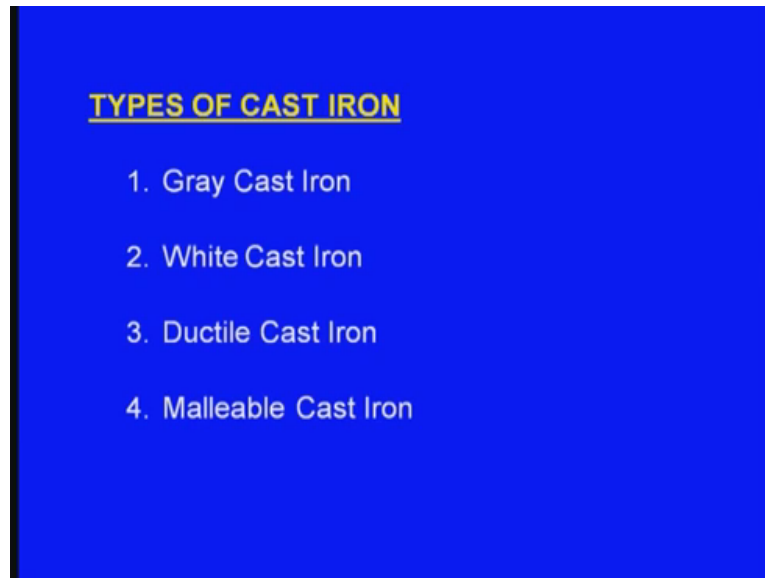 TYPES OF CAST IRON
1. Gray Cast Iron
2. White Cast Iron
3. Ductile Cast Iron
4. Malleable Cast Iron